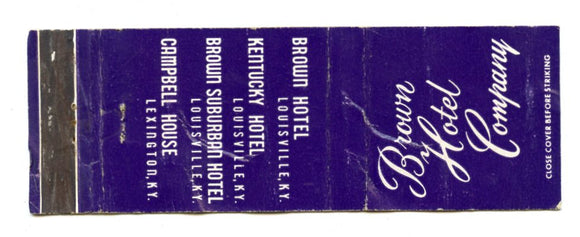 Brown
Hotel
Company
CLOSE COVER BEFORE STRIKING
BROWN HOTEL
LOUISVILLE, KY.
KENTUCKY HOTEL
LOUISVILLE, KY.
BROWN SUBURBAN HOTEL
LOUISVILLE, KY.
CAMPBELL HOUSE
LEXINGTON, KY.